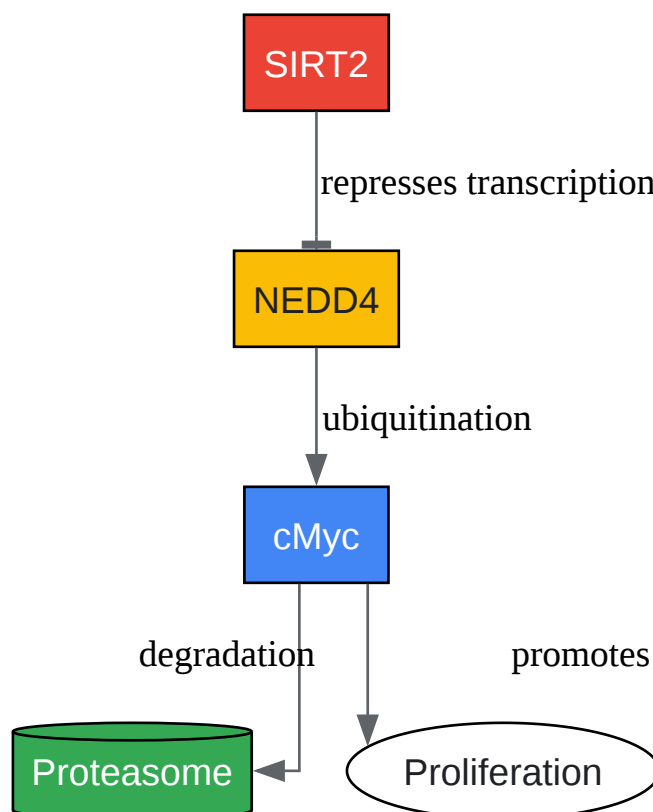 SIRT2
represses transcription
NEDD4
ubiquitination
cMyc
degradation
promotes
Proteasome
Proliferation